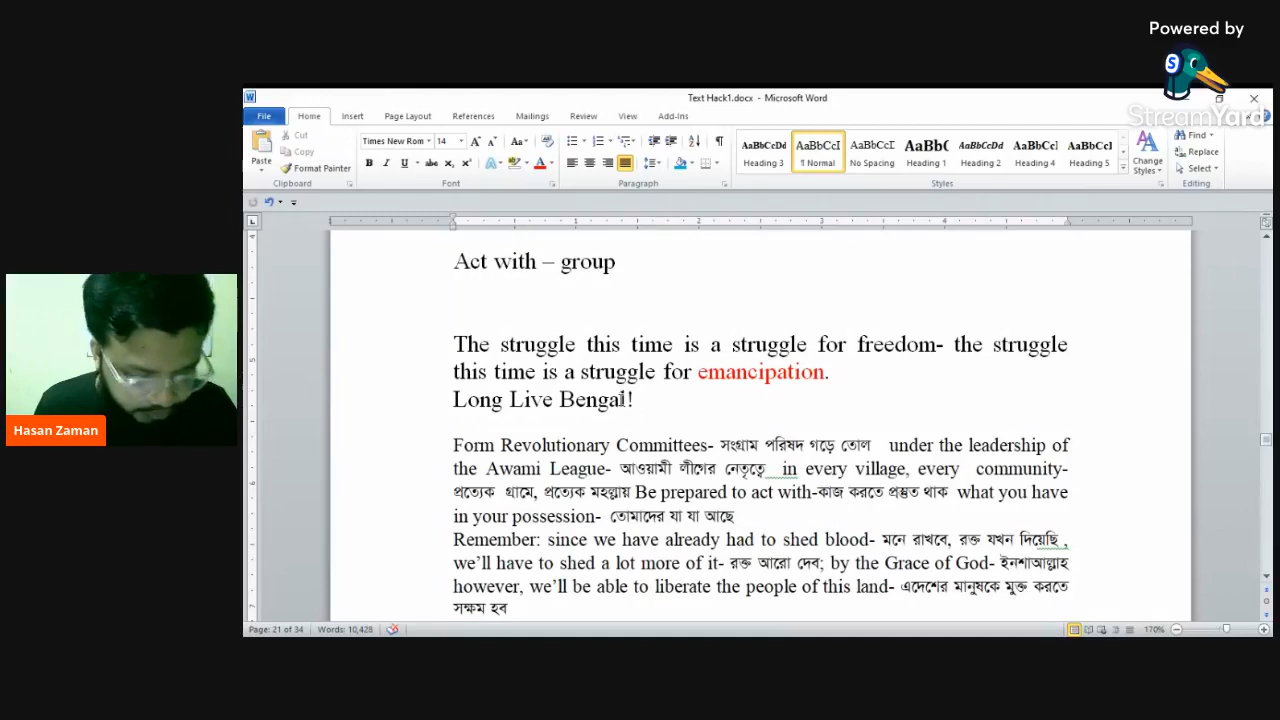 Powered by
StreamYard
Text Hack1.docx - Microsoft Word
File Home Insert Page Layout References Mailings Review View Add-Ins
Cut
Copy
Paste
Format Painter
Clipboard
Times New Rom 14
Font
Paragraph
AaBbCcDd AaBbCcI AaBbCcI AaBbC AaBbCcDd AaBbCcI AaBbCcI
Heading 3 ¶ Normal No Spacing Heading 1 Heading 2 Heading 4 Heading 5
Change Styles
Styles
Find
Replace
Select
Editing
Act with – group
The struggle this time is a struggle for freedom- the struggle
this time is a struggle for emancipation.
Long Live Bengal!
Form Revolutionary Committees- সংগ্রাম পরিষদ গড়ে তোল under the leadership of
the Awami League- আওয়ামী লীগের নেতৃত্বে in every village, every community-
প্রত্যেক গ্রামে, প্রত্যেক মহল্লায় Be prepared to act with-কাজ করতে প্রস্তুত থাক what you have
in your possession- তোমাদের যা যা আছে
Remember: since we have already had to shed blood- মনে রাখবে, রক্ত যখন দিয়েছি ,
we’ll have to shed a lot more of it- রক্ত আরো দেব; by the Grace of God- ইনশাআল্লাহ
however, we’ll be able to liberate the people of this land- এদেশের মানুষকে মুক্ত করতে
সক্ষম হব
Hasan Zaman
Page: 21 of 34 Words: 10,428 170%